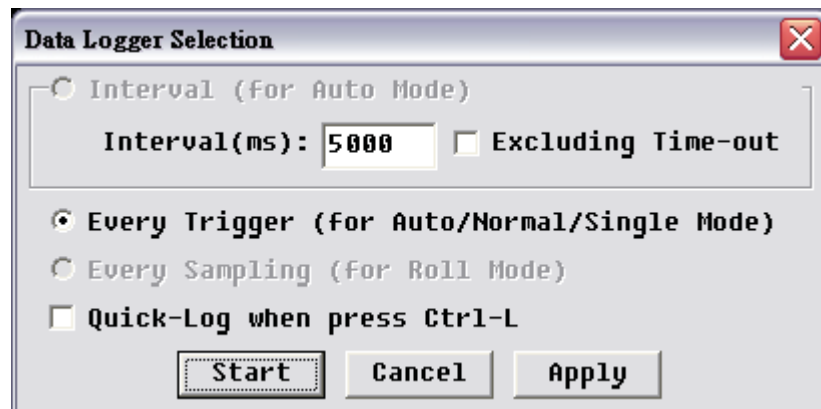 Data Logger Selection
Interval (for Auto Mode)
Interval(ms): 5000 Excluding Time-out
Every Trigger (for Auto/Normal/Single Mode)
Every Sampling (for Roll Mode)
Quick-Log when press Ctrl-L
Start Cancel Apply